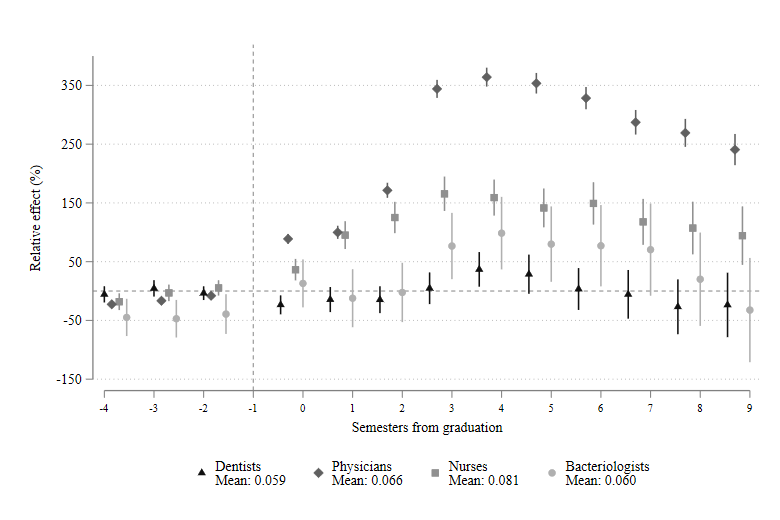 Relative effect (%)
350
250
150
50
-50
-150
-4 -3 -2 -1 0 1 2 3 4 5 6 7 8 9
Semesters from graduation
Dentists Physicians Nurses Bacteriologists
Mean: 0.059 Mean: 0.066 Mean: 0.081 Mean: 0.060